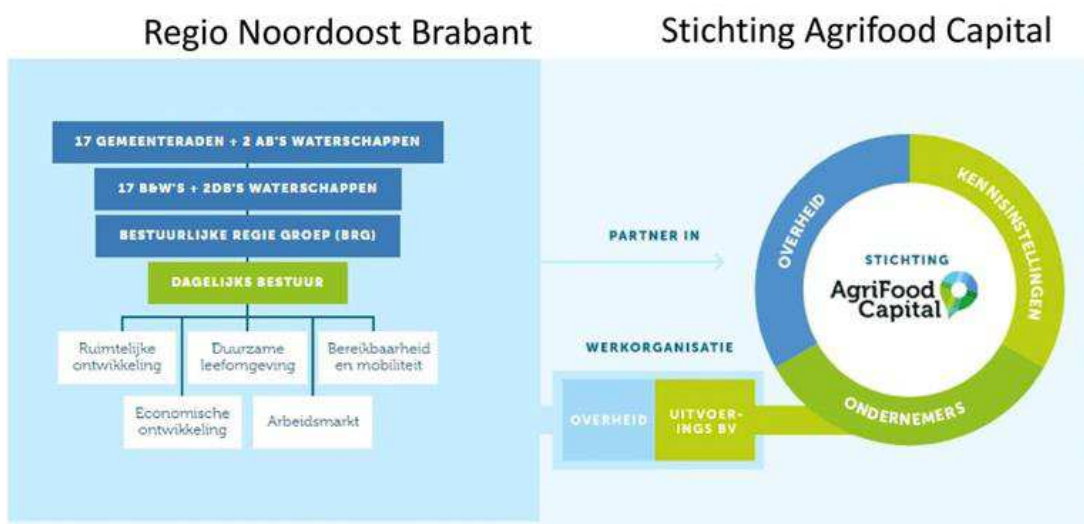 Regio Noordoost Brabant
Stichting Agrifood Capital
17 GEMEENTERADEN + 2 AB'S WATERSCHAPPEN
17 B&W'S + 2DB'S WATERSCHAPPEN
BESTUURLIJKE REGIE GROEP (BRG)
DAGELIJKS BESTUUR
Ruimtelijke
ontwikkeling
Duurzame
leefomgeving
Bereikbaarheid
en mobiliteit
Economische
ontwikkeling
Arbeidsmarkt
PARTNER IN
WERKORGANISATIE
OVERHEID
UITVOER-
INGS BV
OVERHEID
KENNISINSTELLINGEN
ONDERNEMERS
STICHTING
AgriFood
Capital